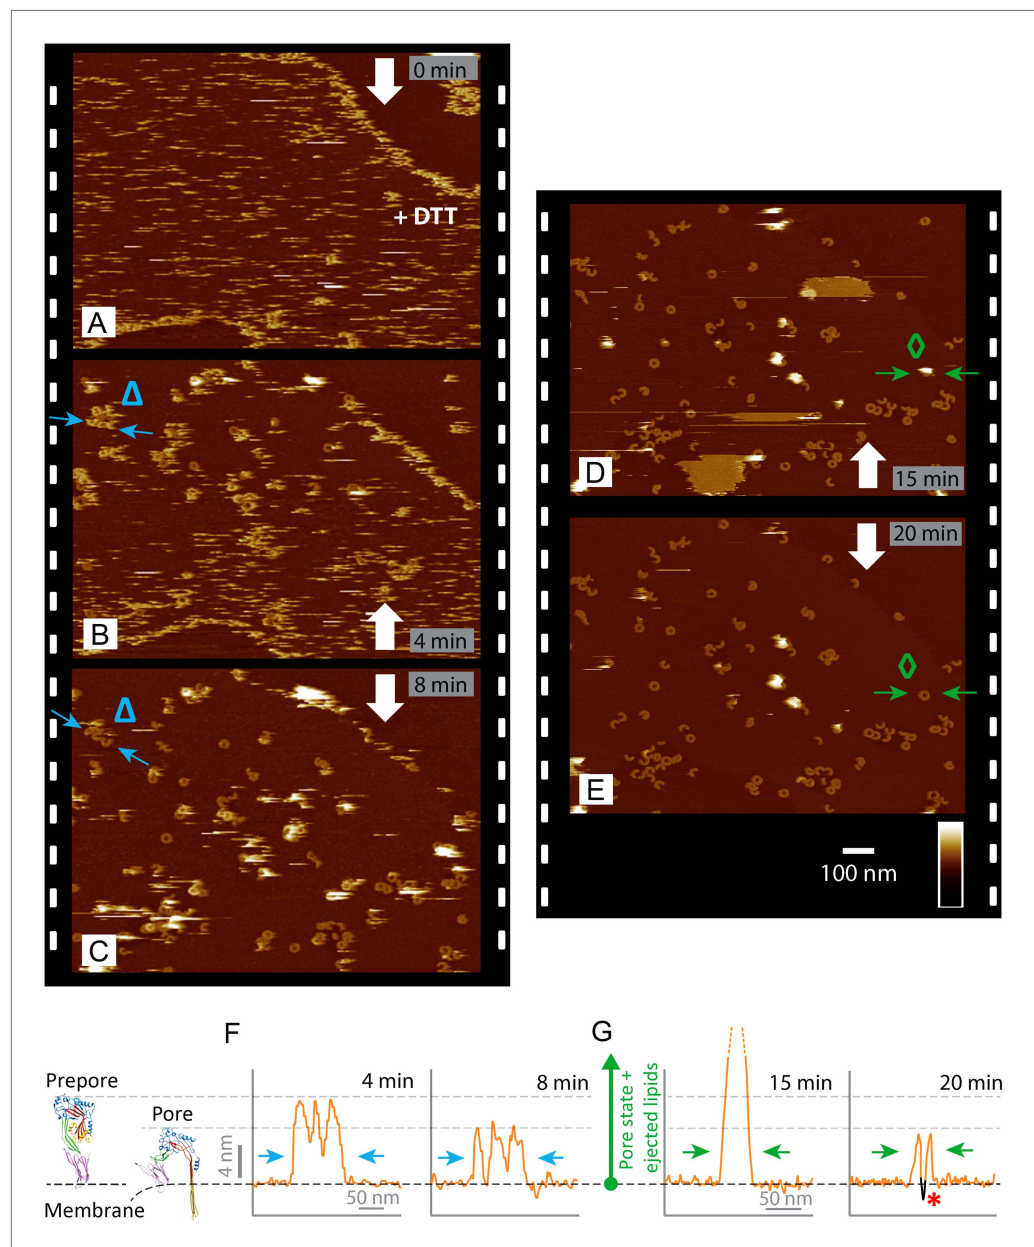 0 min
+ DTT
A
Δ
B
4 min
8 min
Δ
C
◊
D
15 min
20 min
◊
E
100 nm
F
G
Prepore
Pore
4 nm
Membrane
4 min
50 nm
8 min
Pore state +
ejected lipids
15 min
50 nm
20 min
*